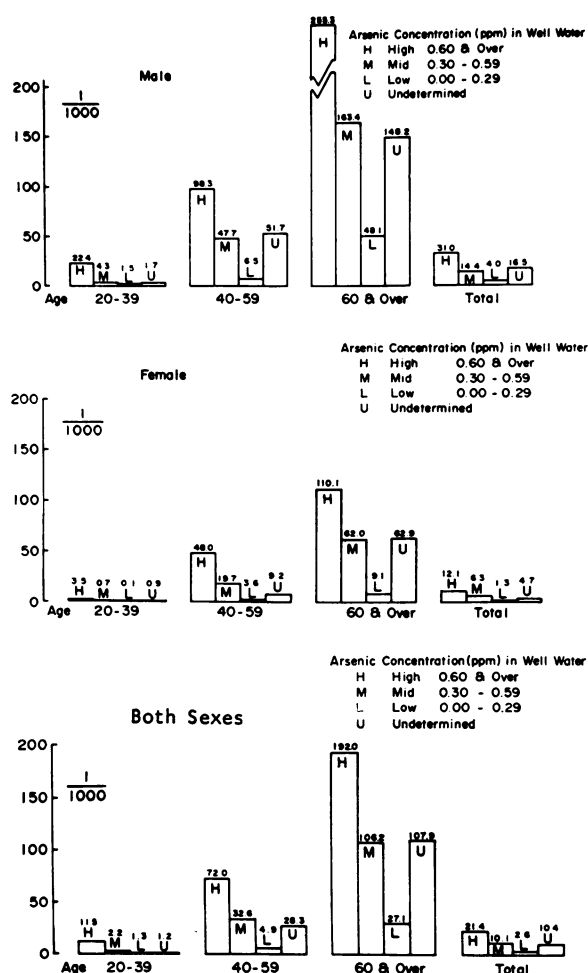 Arsenic Concentration (ppm) in Well Water
H High 0.60 & Over
M Mid 0.30 - 0.59
L Low 0.00 - 0.29
U Undetermined
Male
1
1000
200
150
100
50
0
22.4 4.3 1.5 1.7
H M L U
98.3 47.7 6.5 51.7
H M L U
163.4 48.1 148.2
H M L U
31.0 14.4 4.0 16.5
H M L U
Age 20-39 40-59 60 & Over Total
Arsenic Concentration (ppm) in Well Water
H High 0.60 & Over
M Mid 0.30 - 0.59
L Low 0.00 - 0.29
U Undetermined
Female
1
1000
200
150
100
50
0
3.5 0.7 0.1 0.9
H M L U
48.0 19.7 3.6 9.2
H M L U
110.1 62.0 9.1 62.9
H M L U
12.1 6.3 1.3 4.7
H M L U
Age 20-39 40-59 60 & Over Total
Arsenic Concentration (ppm) in Well Water
H High 0.60 & Over
M Mid 0.30 - 0.59
L Low 0.00 - 0.29
U Undetermined
Both Sexes
1
1000
200
150
100
50
0
11.5 2.2 1.3 1.2
H M L U
72.0 32.6 4.9 28.3
H M L U
192.0 106.2 27.1 107.9
H M L U
21.4 10.1 2.6 10.4
H M L U
Age 20-39 40-59 60 & Over Total